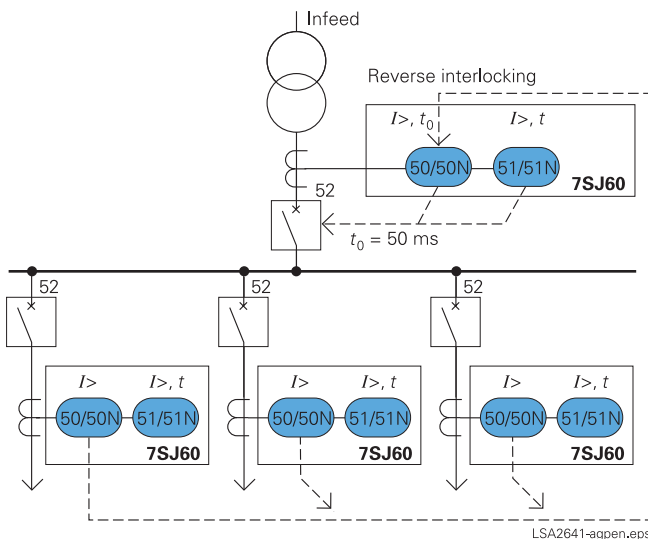 Infeed
Reverse interlocking
I>, t0 I>, t
50/50N 51/51N
7SJ60
52
t0 = 50 ms
52 52 52
I> I>, t I> I>, t I> I>, t
50/50N 51/51N 50/50N 51/51N 50/50N 51/51N
7SJ60 7SJ60 7SJ60
LSA2641-agpen.eps